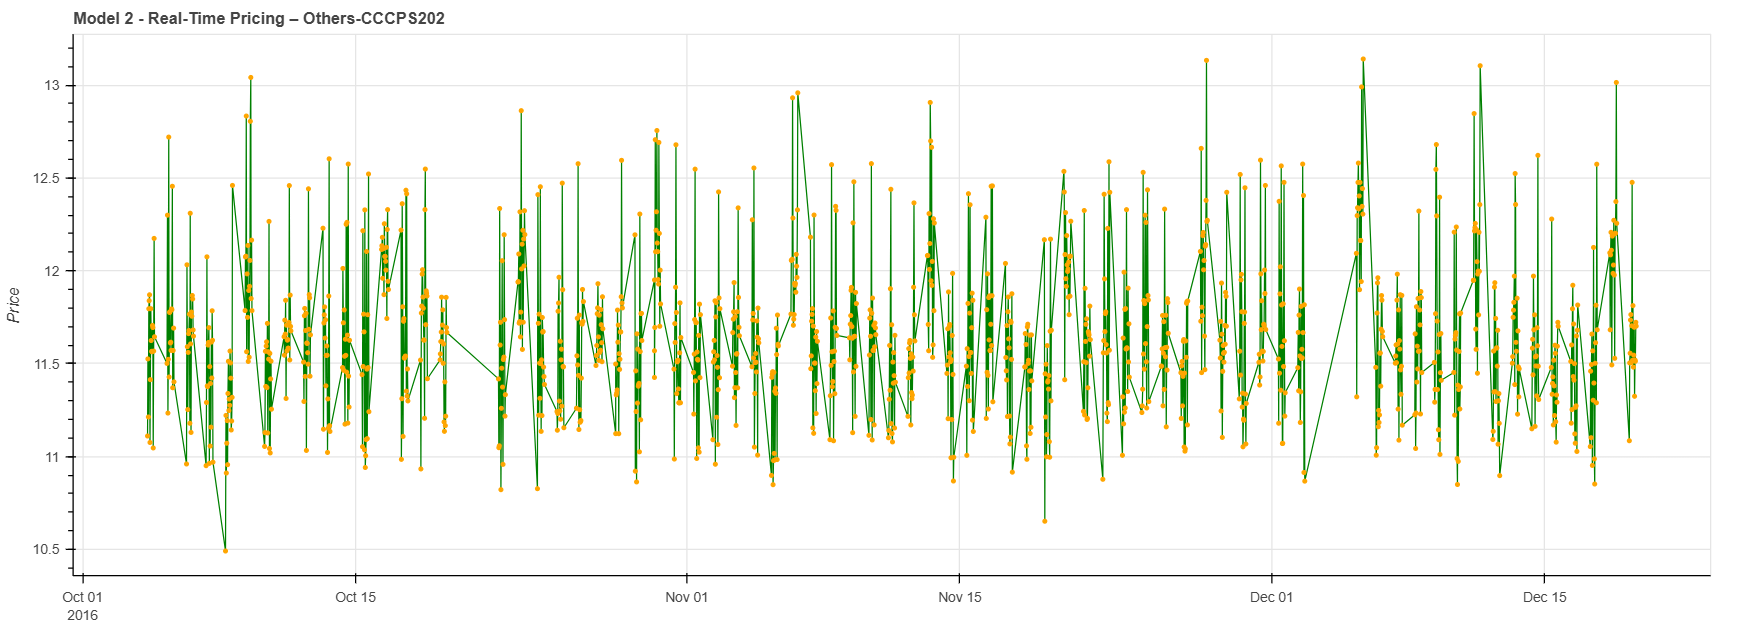 Model 2 - Real-Time Pricing – Others-CCCPS202
Price
13
12.5
12
11.5
11
10.5
Oct 01 Oct 15 Nov 01 Nov 15 Dec 01 Dec 15
2016